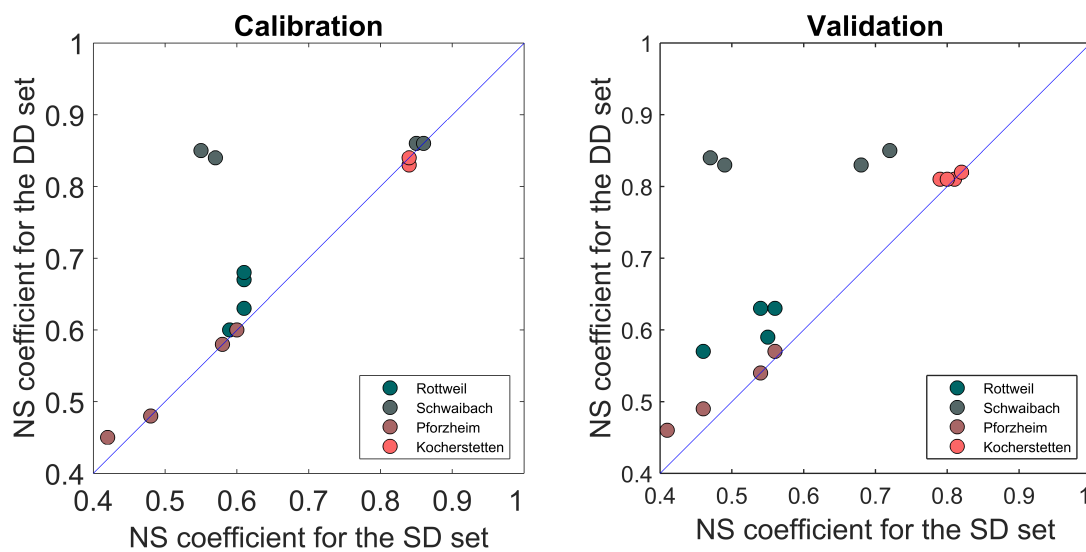 Calibration
NS coefficient for the DD set
1
0.9
0.8
0.7
0.6
0.5
0.4
0.4
0.5
0.6
0.7
0.8
0.9
1
NS coefficient for the SD set
Rottweil
Schwaibach
Pforzheim
Kocherstetten
Validation
NS coefficient for the DD set
1
0.9
0.8
0.7
0.6
0.5
0.4
0.4
0.5
0.6
0.7
0.8
0.9
1
NS coefficient for the SD set
Rottweil
Schwaibach
Pforzheim
Kocherstetten